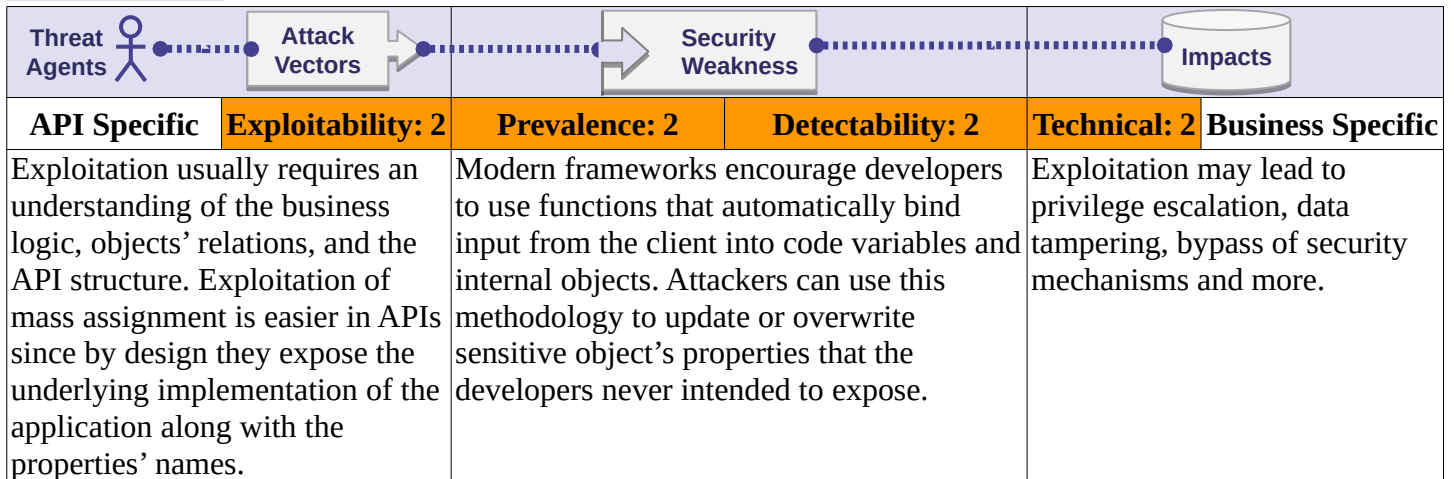 Threat
Agents
Attack
Vectors
Security
Weakness
Impacts
API Specific
Exploitability: 2
Prevalence: 2
Detectability: 2
Technical: 2
Business Specific
Exploitation usually requires an
understanding of the business
logic, objects’ relations, and the
API structure. Exploitation of
mass assignment is easier in APIs
since by design they expose the
underlying implementation of the
application along with the
properties’ names.
Modern frameworks encourage developers
to use functions that automatically bind
input from the client into code variables and
internal objects. Attackers can use this
methodology to update or overwrite
sensitive object’s properties that the
developers never intended to expose.
Exploitation may lead to
privilege escalation, data
tampering, bypass of security
mechanisms and more.